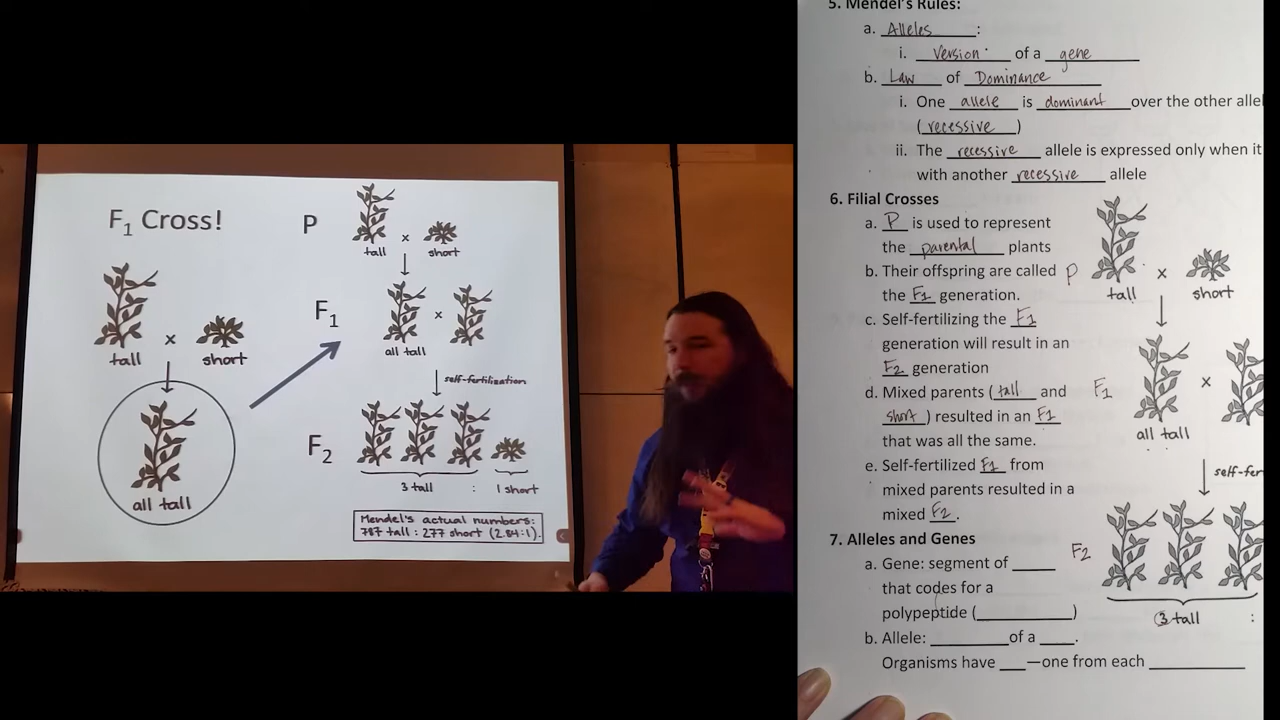 F1 Cross!
tall
x
short
all tall
P
tall
x
short
F1
x
all tall
self-fertilization
F2
3 tall : 1 short
Mendel's actual numbers:
787 tall : 277 short (2.84:1).
5. Mendel's Rules:
a. Alleles:
i. Version of a gene
b. Law of Dominance
i. One allele is dominant over the other allel
(recessive)
ii. The recessive allele is expressed only when it
with another recessive allele
6. Filial Crosses
a. P is used to represent
the parental plants
b. Their offspring are called
the F1 generation.
c. Self-fertilizing the F1
generation will result in an
F2 generation
d. Mixed parents (tall and
short) resulted in an F1
that was all the same.
e. Self-fertilized F1 from
mixed parents resulted in a
mixed F2.
7. Alleles and Genes
a. Gene: segment of ____
that codes for a
polypeptide (__________)
b. Allele: ________ of a ___.
Organisms have ___—one from each __________
P
tall
x
short
F1
x
all tall
self-fer
F2
3 tall :